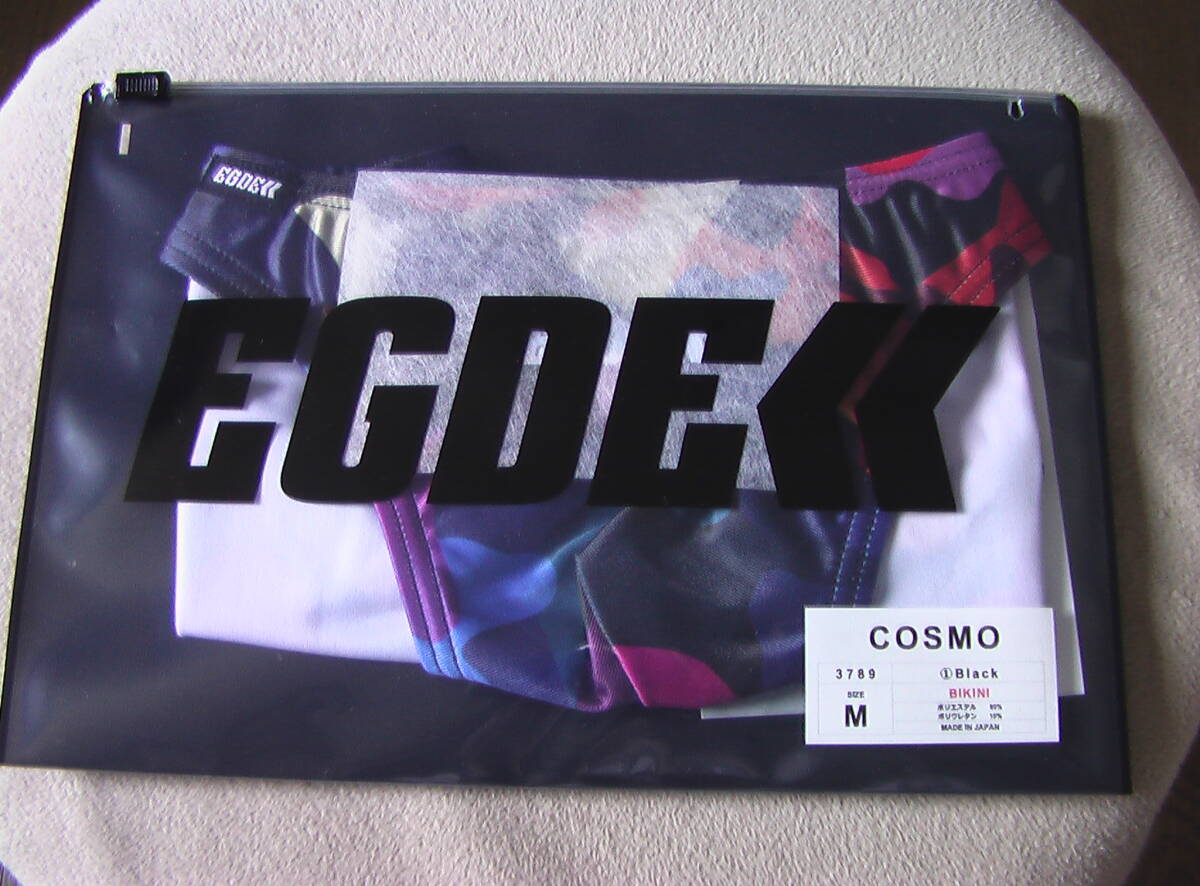 EGDE
EGDE
COSMO
3789 ①Black
SIZE BIKINI
M ポリエステル
ポリウレタン
MADE IN JAPAN